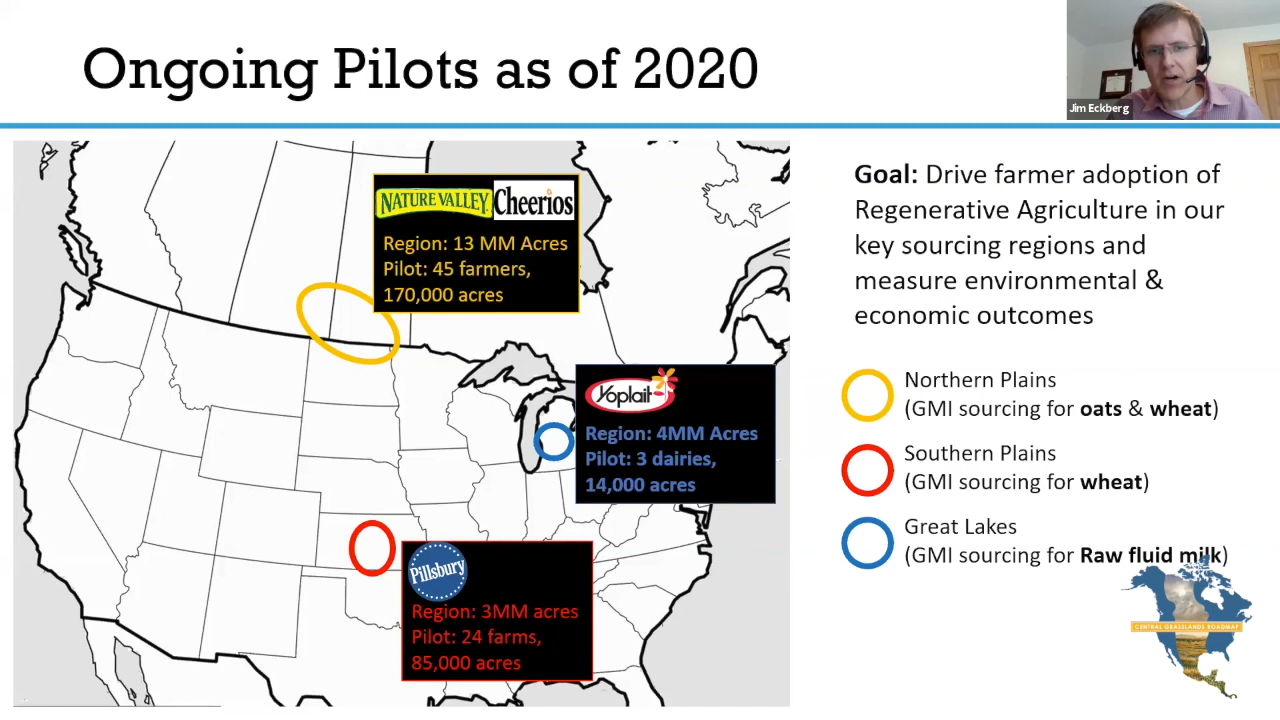 Ongoing Pilots as of 2020
Jim Eckberg
NATURE VALLEY Cheerios
Region: 13 MM Acres
Pilot: 45 farmers,
170,000 acres
Yoplait
Region: 4MM Acres
Pilot: 3 dairies,
14,000 acres
Pillsbury
Region: 3MM acres
Pilot: 24 farms,
85,000 acres
Goal: Drive farmer adoption of
Regenerative Agriculture in our
key sourcing regions and
measure environmental &
economic outcomes
Northern Plains
(GMI sourcing for oats & wheat)
Southern Plains
(GMI sourcing for wheat)
Great Lakes
(GMI sourcing for Raw fluid milk)
CENTRAL GRASSLANDS ROADMAP